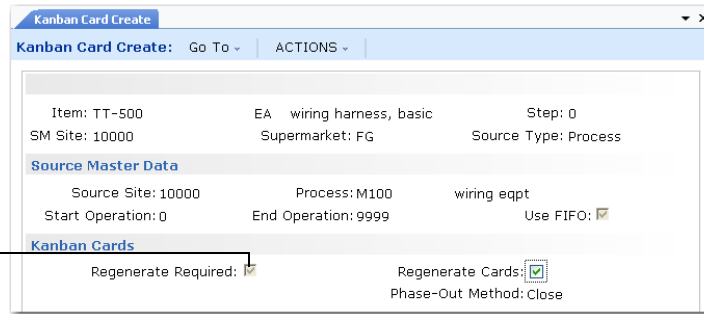 Kanban Card Create
Kanban Card Create: Go To ACTIONS
Item: TT-500 EA wiring harness, basic Step: 0
SM Site: 10000 Supermarket: FG Source Type: Process
Source Master Data
Source Site: 10000 Process: M100 wiring eqpt
Start Operation: 0 End Operation: 9999 Use FIFO:
Kanban Cards
Regenerate Required: Regenerate Cards:
Phase-Out Method: Close